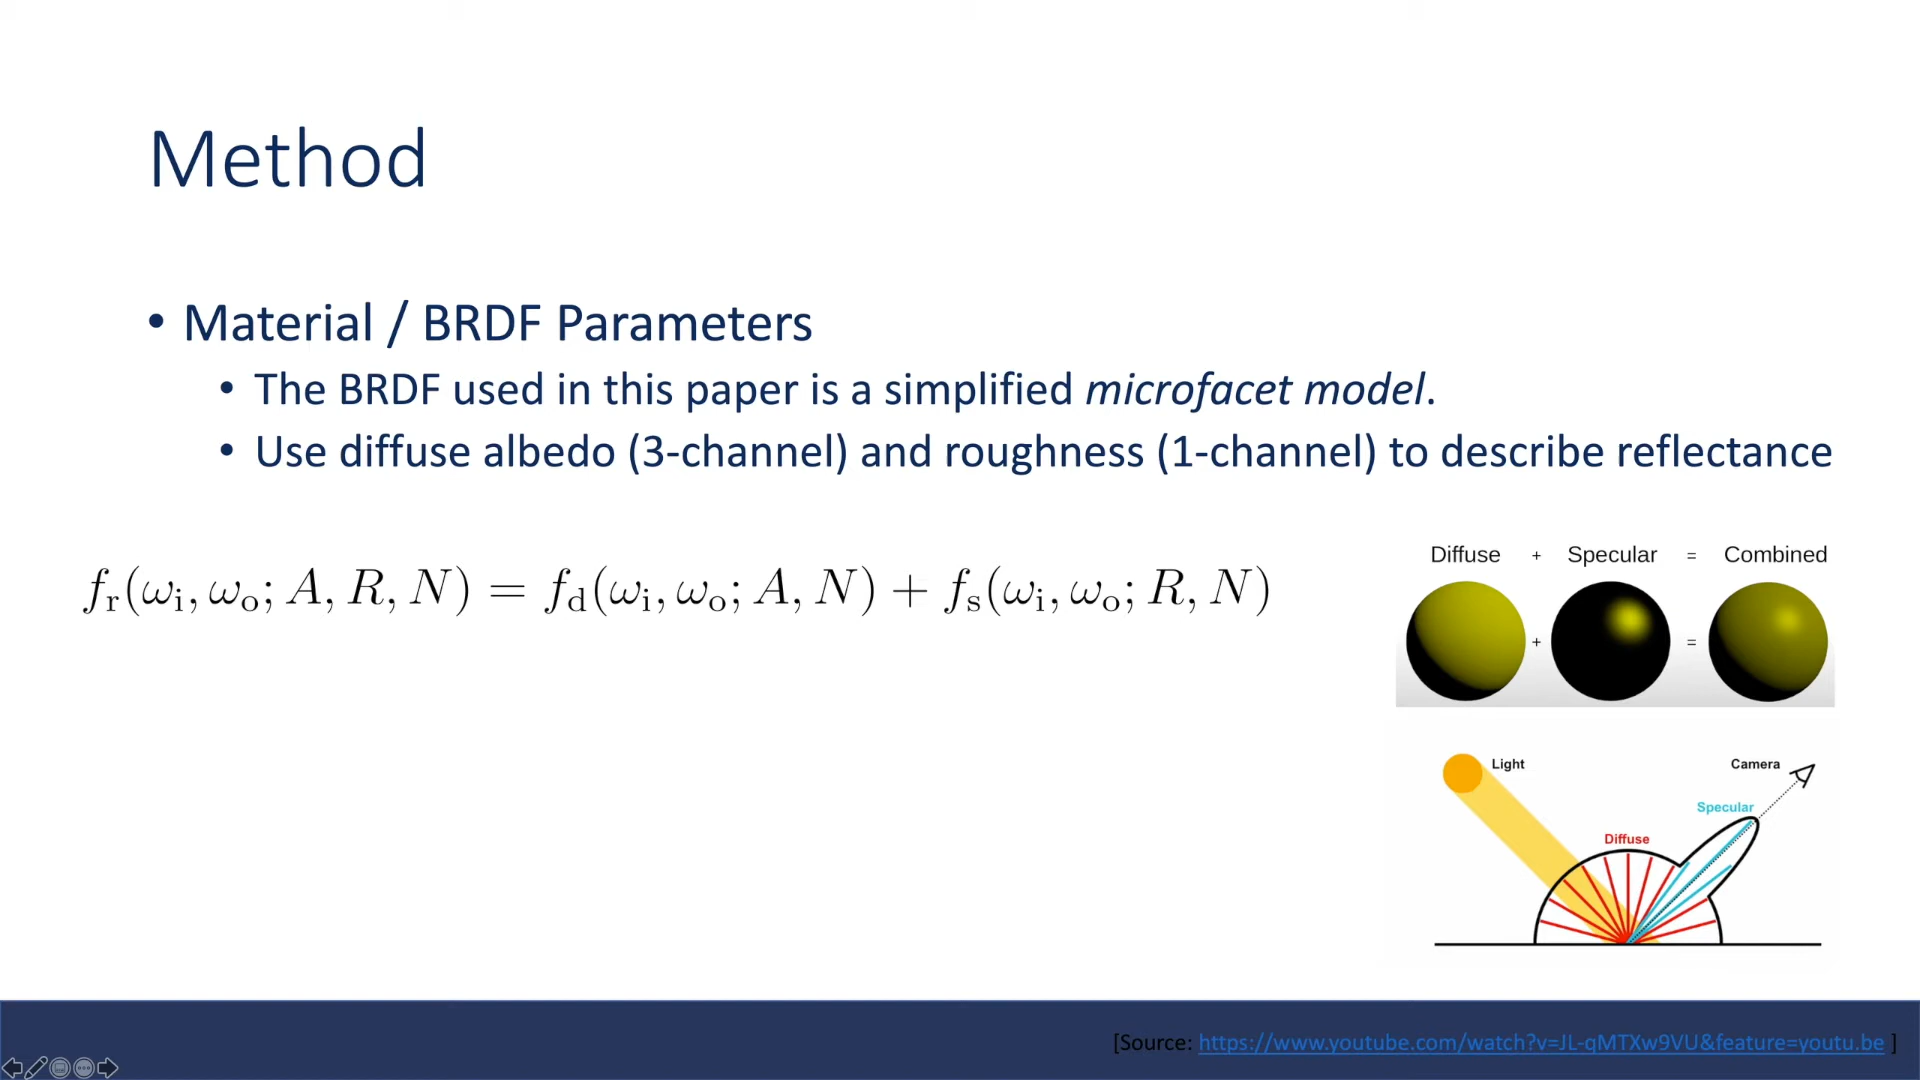 Method
• Material / BRDF Parameters
• The BRDF used in this paper is a simplified microfacet model.
• Use diffuse albedo (3-channel) and roughness (1-channel) to describe reflectance
f_r(ω_i, ω_o; A, R, N) = f_d(ω_i, ω_o; A, N) + f_s(ω_i, ω_o; R, N)
Diffuse + Specular = Combined
+ =
Light
Camera
Specular
Diffuse
[Source: https://www.youtube.com/watch?v=JL-qMTXw9VU&feature=youtu.be ]